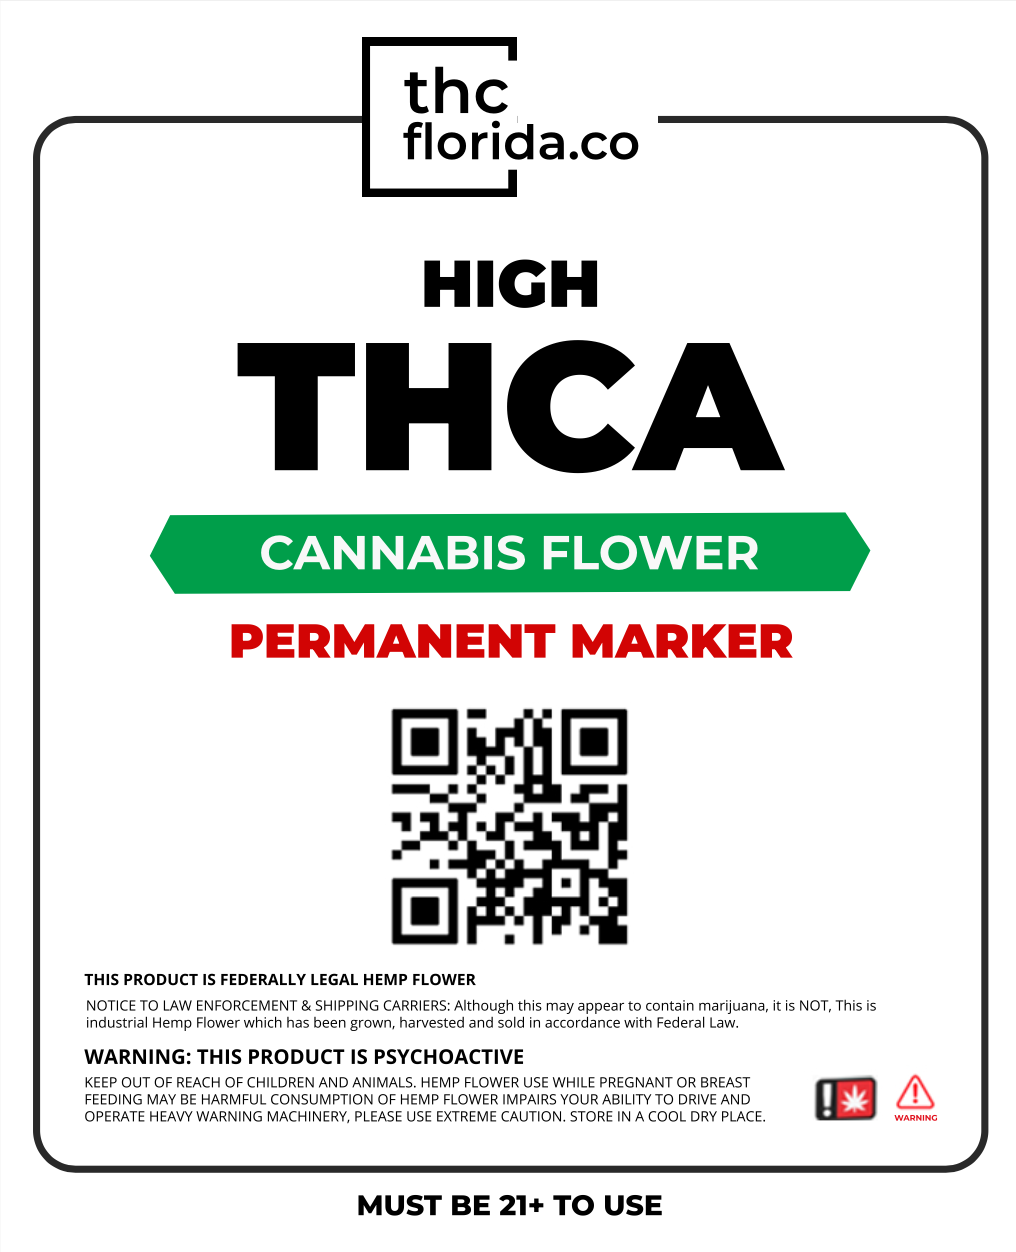 thc
florida.co
HIGH
THCA
CANNABIS FLOWER
PERMANENT MARKER
THIS PRODUCT IS FEDERALLY LEGAL HEMP FLOWER
NOTICE TO LAW ENFORCEMENT & SHIPPING CARRIERS: Although this may appear to contain marijuana, it is NOT, This is
industrial Hemp Flower which has been grown, harvested and sold in accordance with Federal Law.
WARNING: THIS PRODUCT IS PSYCHOACTIVE
KEEP OUT OF REACH OF CHILDREN AND ANIMALS. HEMP FLOWER USE WHILE PREGNANT OR BREAST
FEEDING MAY BE HARMFUL CONSUMPTION OF HEMP FLOWER IMPAIRS YOUR ABILITY TO DRIVE AND
OPERATE HEAVY WARNING MACHINERY, PLEASE USE EXTREME CAUTION. STORE IN A COOL DRY PLACE.
WARNING
MUST BE 21+ TO USE